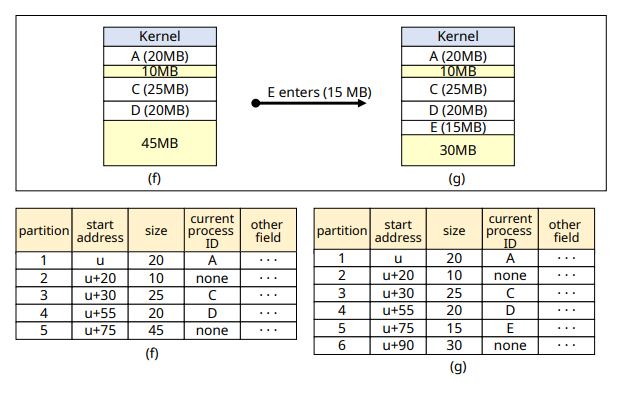 Kernel
A (20MB)
10MB
C (25MB)
D (20MB)
45MB
(f)
E enters (15 MB)
Kernel
A (20MB)
10MB
C (25MB)
D (20MB)
E (15MB)
30MB
(g)
partition start address size current process ID other field
1 u 20 A ···
2 u+20 10 none ···
3 u+30 25 C ···
4 u+55 20 D ···
5 u+75 45 none ···
(f)
partition start address size current process ID other field
1 u 20 A ···
2 u+20 10 none ···
3 u+30 25 C ···
4 u+55 20 D ···
5 u+75 15 E ···
6 u+90 30 none ···
(g)